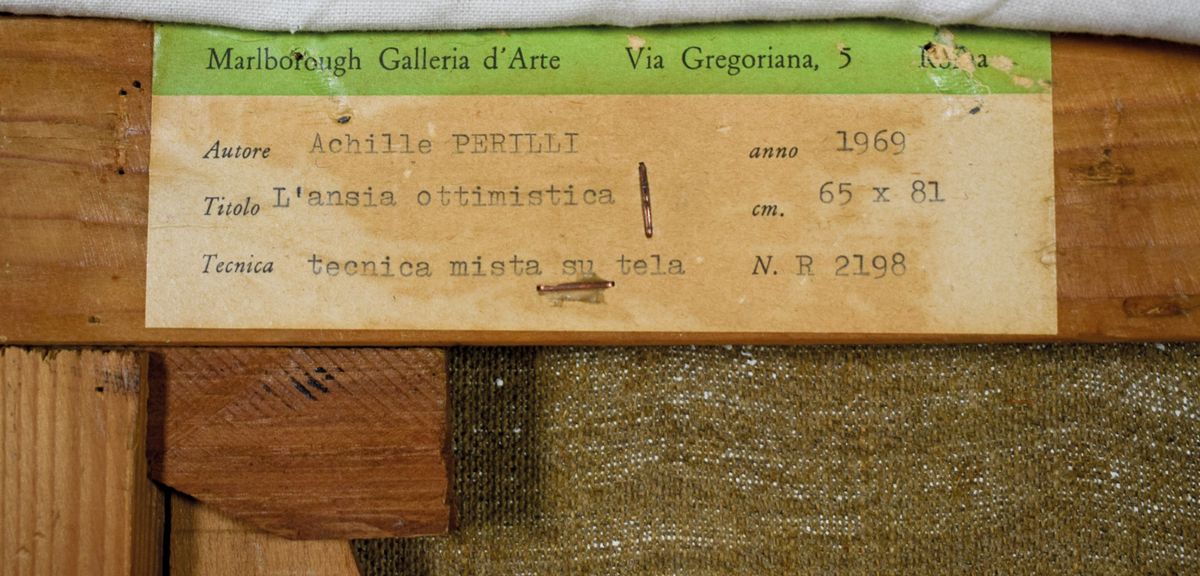 Marlborough Galleria d'Arte Via Gregoriana, 5 Roma
Autore Achille PERILLI anno 1969
Titolo L'ansia ottimistica cm. 65 x 81
Tecnica tecnica mista su tela N. R 2198